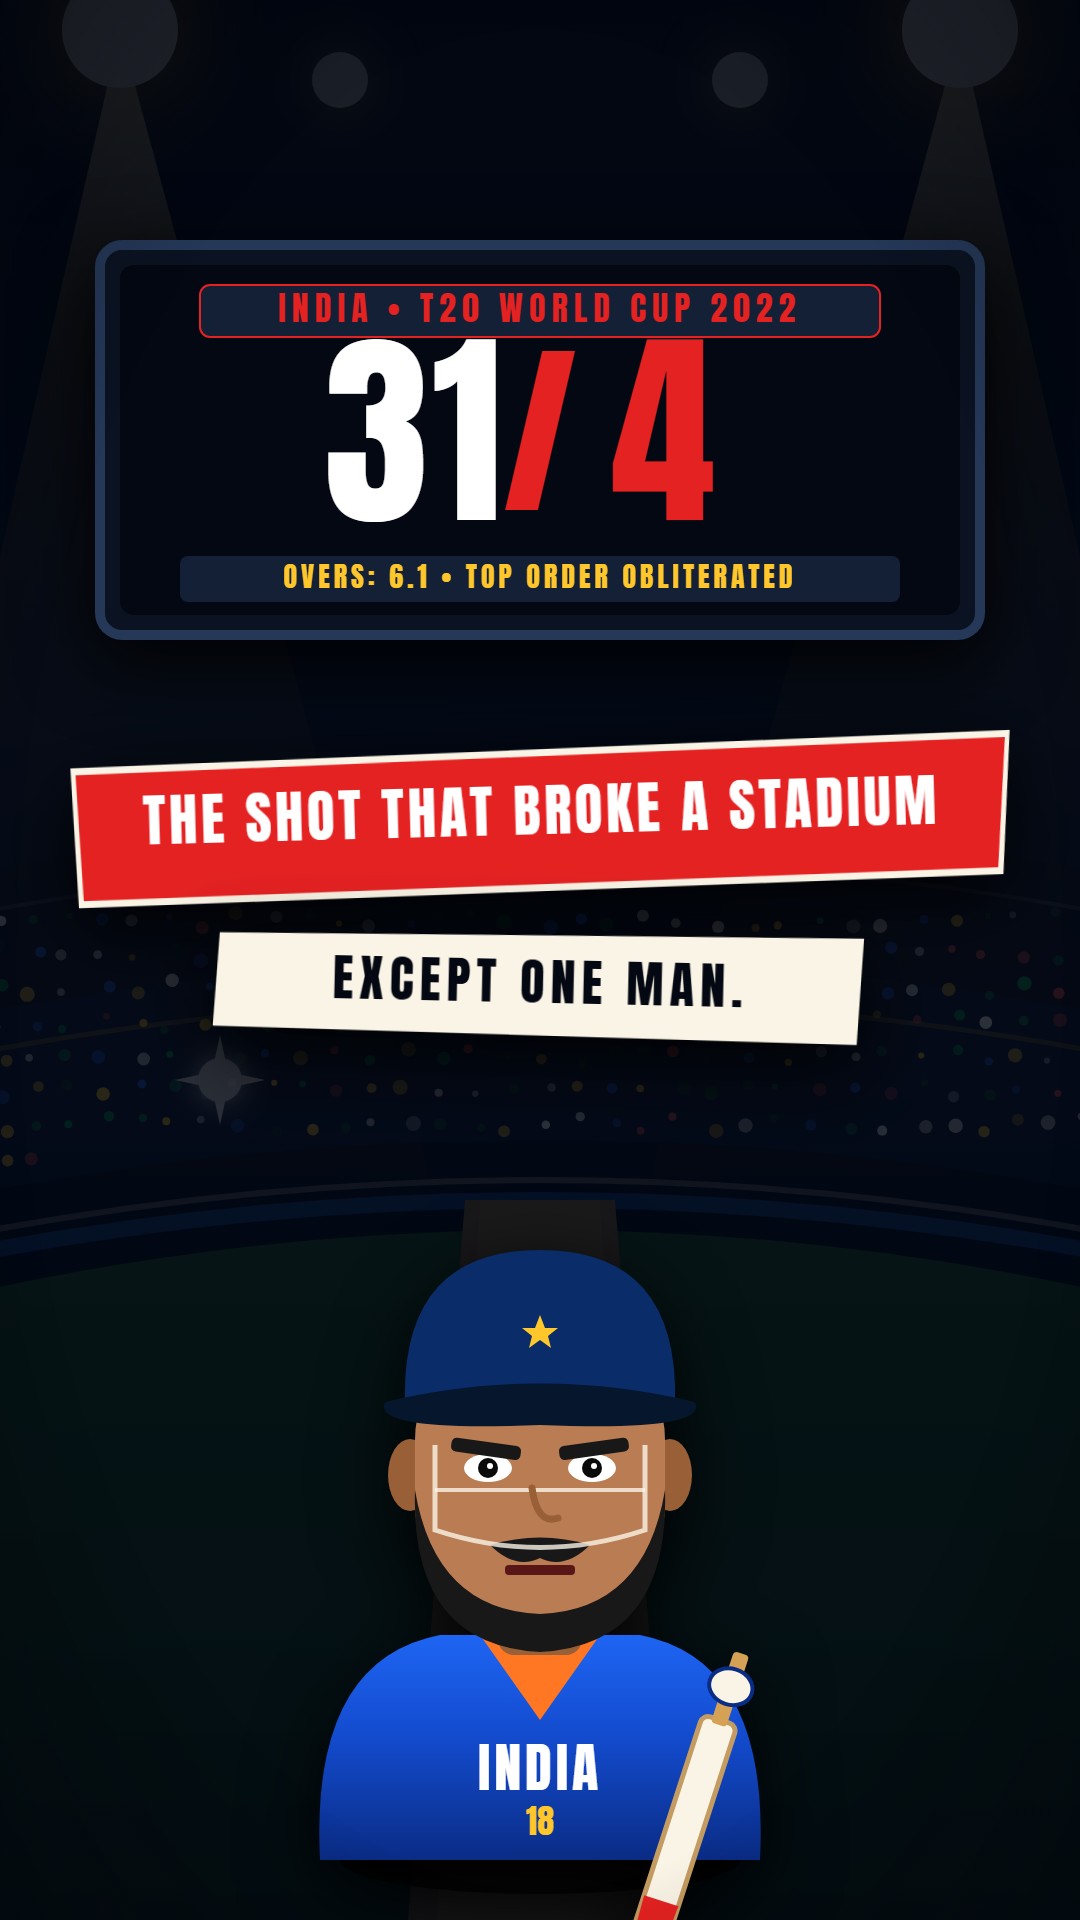 INDIA • T20 WORLD CUP 2022
31/4
OVERS: 6.1 • TOP ORDER OBLITERATED
THE SHOT THAT BROKE A STADIUM
EXCEPT ONE MAN.
INDIA
18